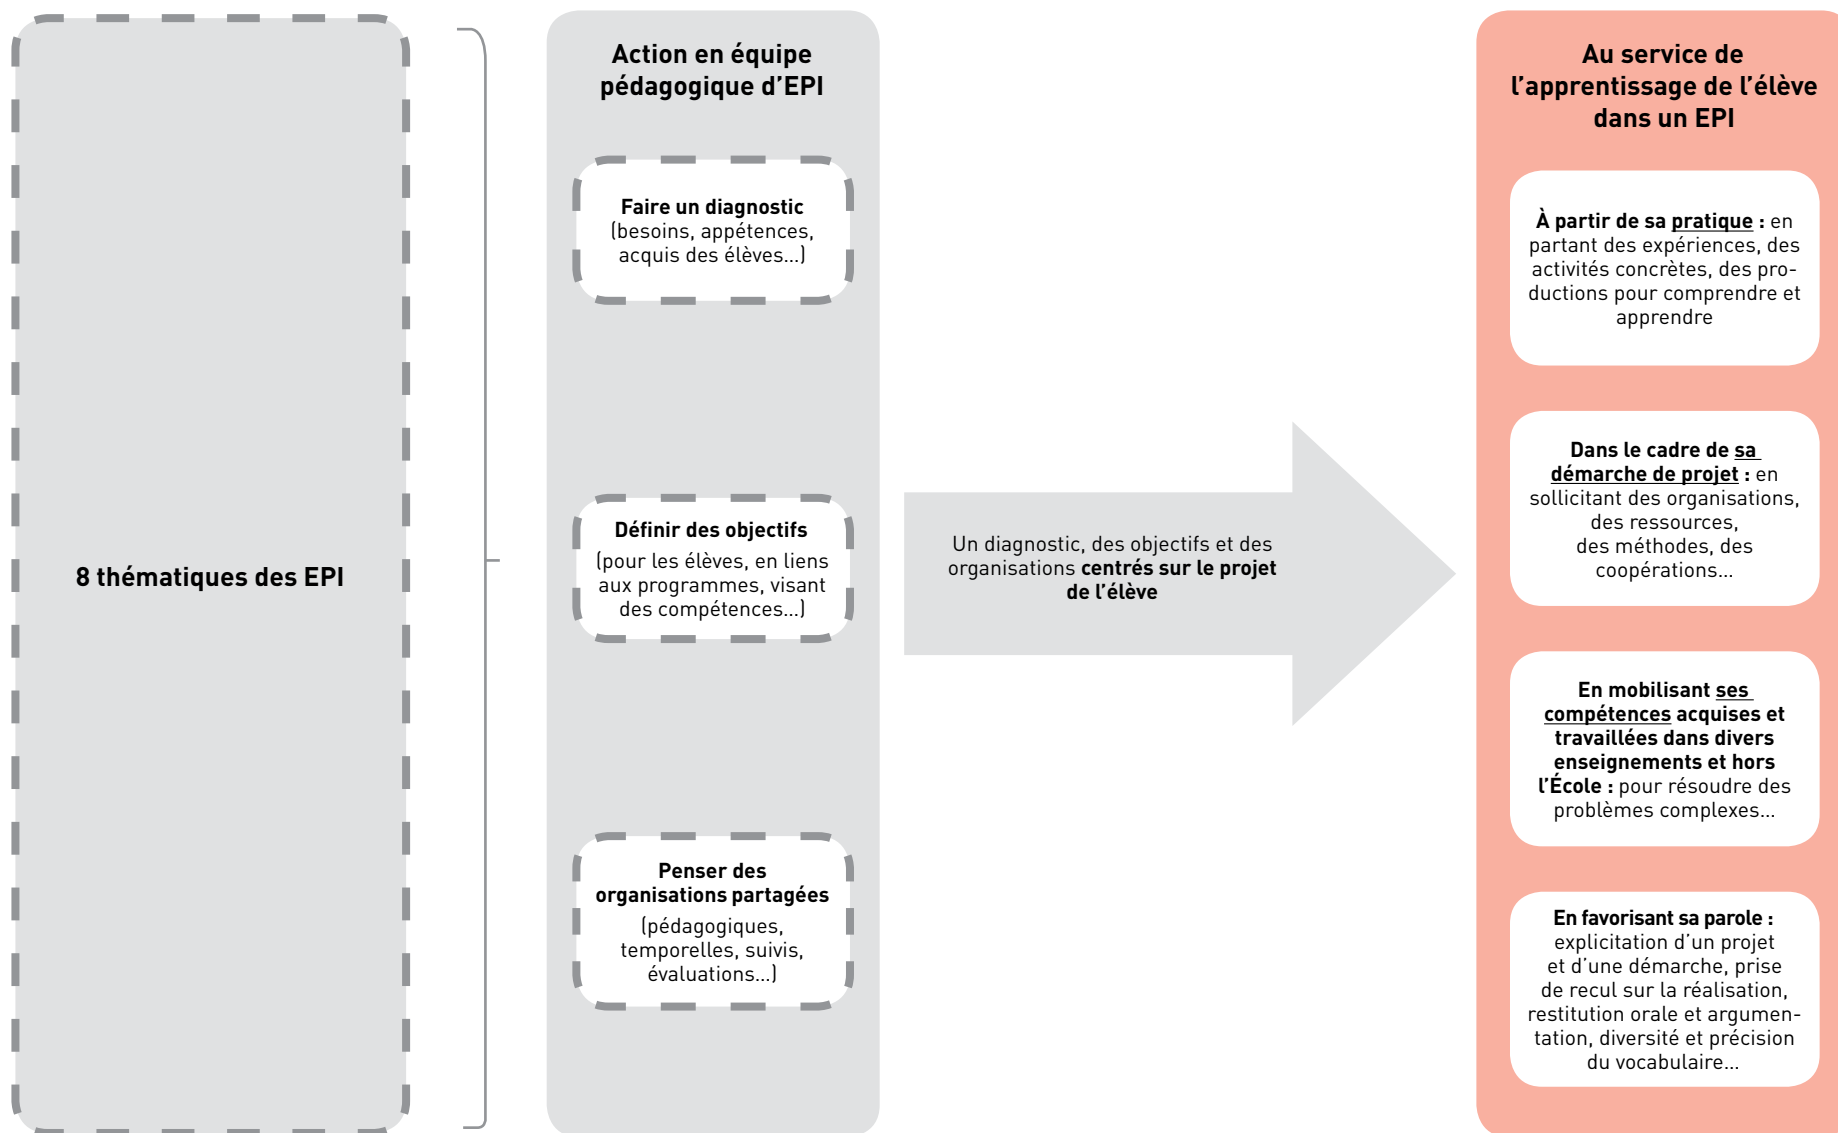 8 thématiques des EPI
Action en équipe
pédagogique d’EPI
Faire un diagnostic
(besoins, appétences,
acquis des élèves…)
Définir des objectifs
(pour les élèves, en liens
aux programmes, visant
des compétences…)
Penser des
organisations partagées
(pédagogiques,
temporelles, suivis,
évaluations…)
Un diagnostic, des objectifs et des
organisations centrés sur le projet
de l’élève
Au service de
l’apprentissage de l’élève
dans un EPI
À partir de sa pratique : en
partant des expériences, des
activités concrètes, des pro-
ductions pour comprendre et
apprendre
Dans le cadre de sa
démarche de projet : en
sollicitant des organisations,
des ressources,
des méthodes, des
coopérations…
En mobilisant ses
compétences acquises et
travaillées dans divers
enseignements et hors
l’École : pour résoudre des
problèmes complexes…
En favorisant sa parole :
explicitation d’un projet
et d’une démarche, prise
de recul sur la réalisation,
restitution orale et argumen-
tation, diversité et précision
du vocabulaire…